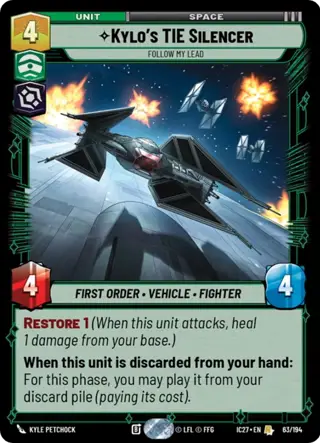 UNIT
SPACE
4
✧KYLO'S TIE SILENCER
FOLLOW MY LEAD
4
FIRST ORDER • VEHICLE • FIGHTER
4
RESTORE 1 (When this unit attacks, heal
1 damage from your base.)
When this unit is discarded from your hand:
For this phase, you may play it from your
discard pile (paying its cost).
KYLE PETCHOCK
© LFL © FFG
IC27•EN
63/194